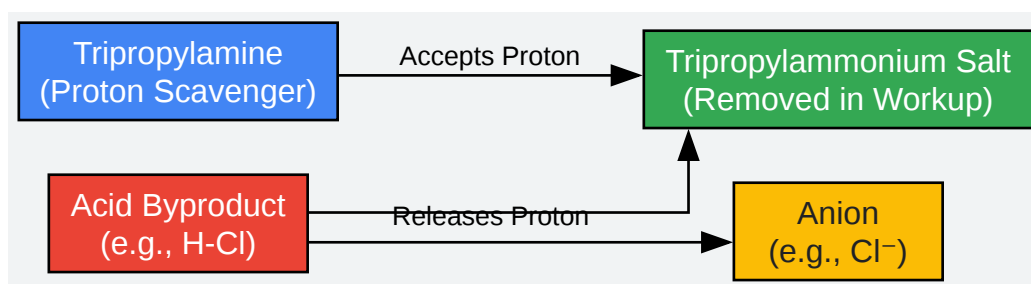 Tripropylamine
(Proton Scavenger)
Accepts Proton
Tripropylammonium Salt
(Removed in Workup)
Acid Byproduct
(e.g., H-Cl)
Releases Proton
Anion
(e.g., Cl⁻)